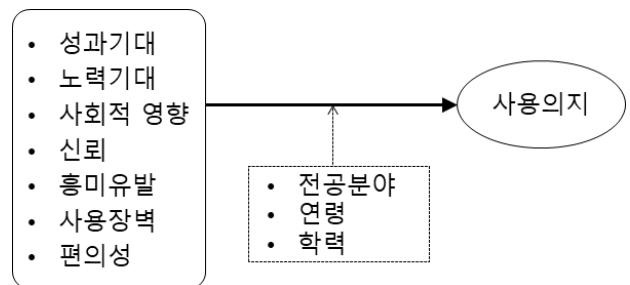 • 성과기대
• 노력기대
• 사회적 영향
• 신뢰
• 흥미유발
• 사용장벽
• 편의성
사용의지
• 전공분야
• 연령
• 학력